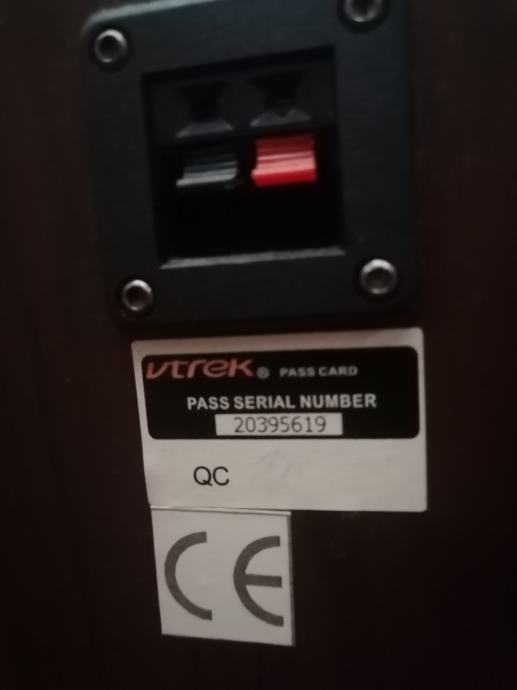 vtrek® PASS CARD
PASS SERIAL NUMBER
20395619
QC
CE